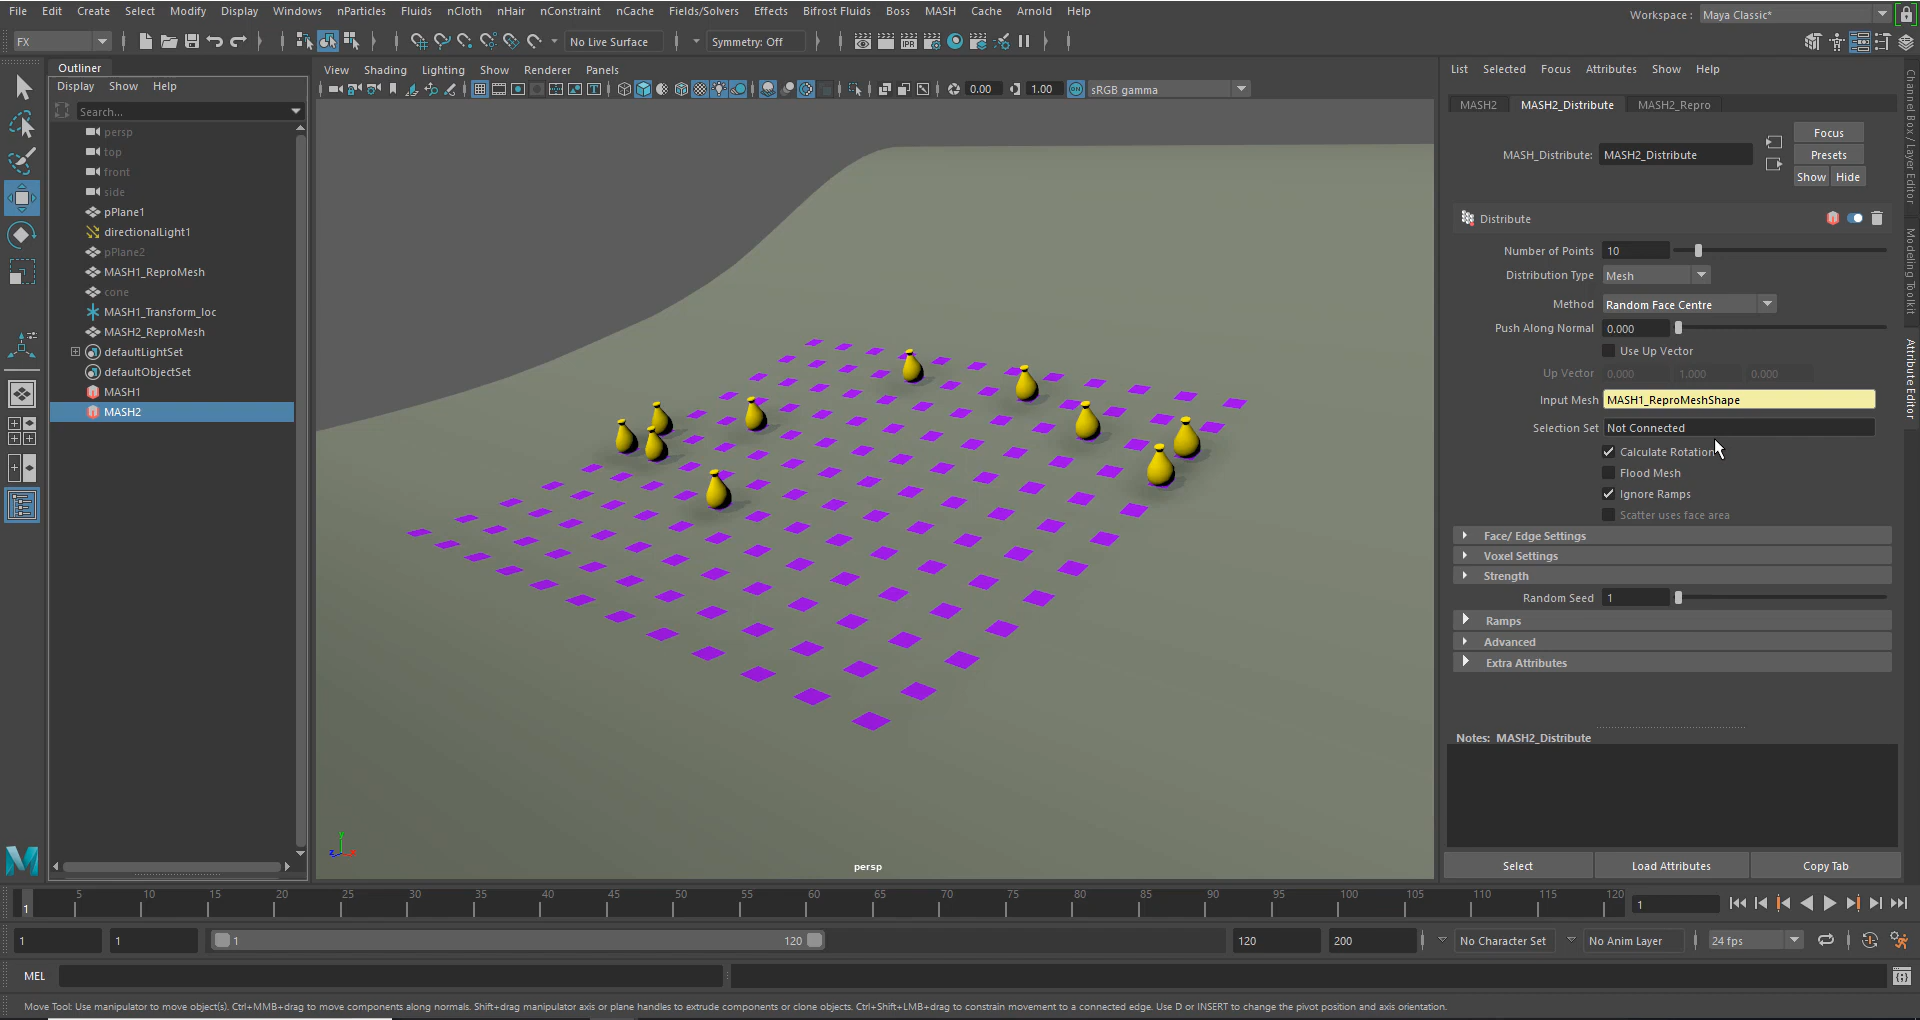 File Edit Create Select Modify Display Windows nParticles Fluids nCloth nHair nConstraint nCache Fields/Solvers Effects Bifrost Fluids Boss MASH Cache Arnold Help
Workspace : Maya Classic*
FX
No Live Surface
Symmetry: Off
IPR
Outliner
Display Show Help
Search...
persp
top
front
side
pPlane1
directionalLight1
pPlane2
MASH1_ReproMesh
cone
MASH1_Transform_loc
MASH2_ReproMesh
defaultLightSet
defaultObjectSet
MASH1
MASH2
View Shading Lighting Show Renderer Panels
0.00 1.00 ON sRGB gamma
y
z x
persp
List Selected Focus Attributes Show Help
MASH2 MASH2_Distribute MASH2_Repro
MASH_Distribute: MASH2_Distribute
Focus
Presets
Show Hide
Distribute
Number of Points 10
Distribution Type Mesh
Method Random Face Centre
Push Along Normal 0.000
Use Up Vector
Up Vector 0.000 1.000 0.000
Input Mesh MASH1_ReproMeshShape
Selection Set Not Connected
Calculate Rotation
Flood Mesh
Ignore Ramps
Scatter uses face area
Face/ Edge Settings
Voxel Settings
Strength
Random Seed 1
Ramps
Advanced
Extra Attributes
Notes: MASH2_Distribute
Select Load Attributes Copy Tab
Channel Box / Layer Editor
Modeling Toolkit
Attribute Editor
1 5 10 15 20 25 30 35 40 45 50 55 60 65 70 75 80 85 90 95 100 105 110 115 120
1
1 1 1 120 120 200 No Character Set No Anim Layer 24 fps
MEL
Move Tool: Use manipulator to move object(s). Ctrl+MMB+drag to move components along normals. Shift+drag manipulator axis or plane handles to extrude components or clone objects. Ctrl+Shift+LMB+drag to constrain movement to a connected edge. Use D or INSERT to change the pivot position and axis orientation.